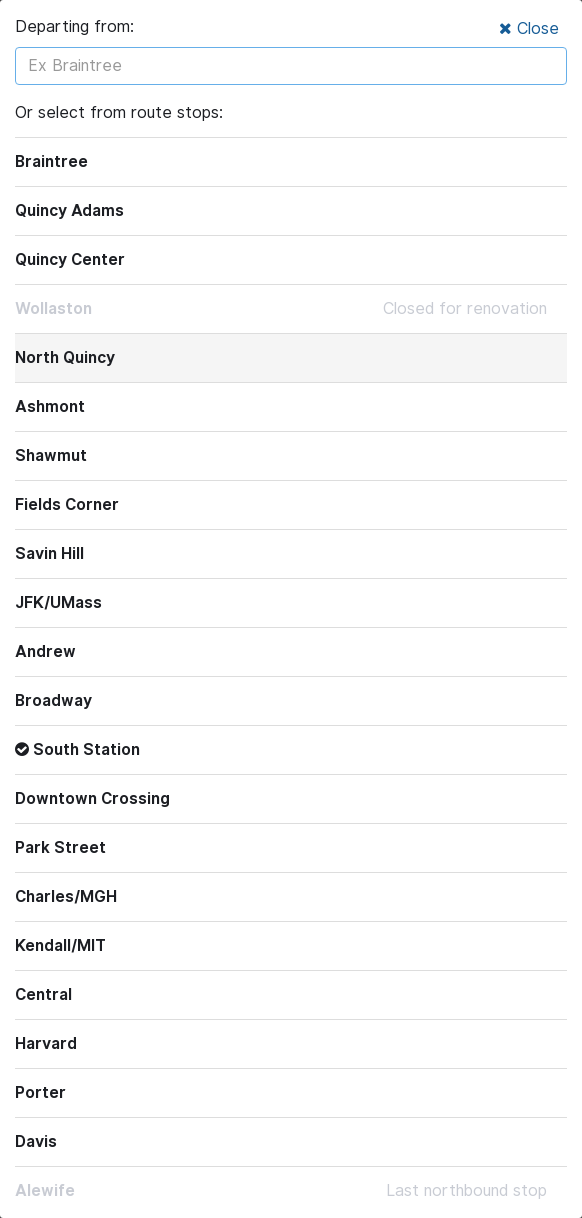 Departing from:
✖ Close
Ex Braintree
Or select from route stops:
Braintree
Quincy Adams
Quincy Center
Wollaston Closed for renovation
North Quincy
Ashmont
Shawmut
Fields Corner
Savin Hill
JFK/UMass
Andrew
Broadway
South Station
Downtown Crossing
Park Street
Charles/MGH
Kendall/MIT
Central
Harvard
Porter
Davis
Alewife Last northbound stop